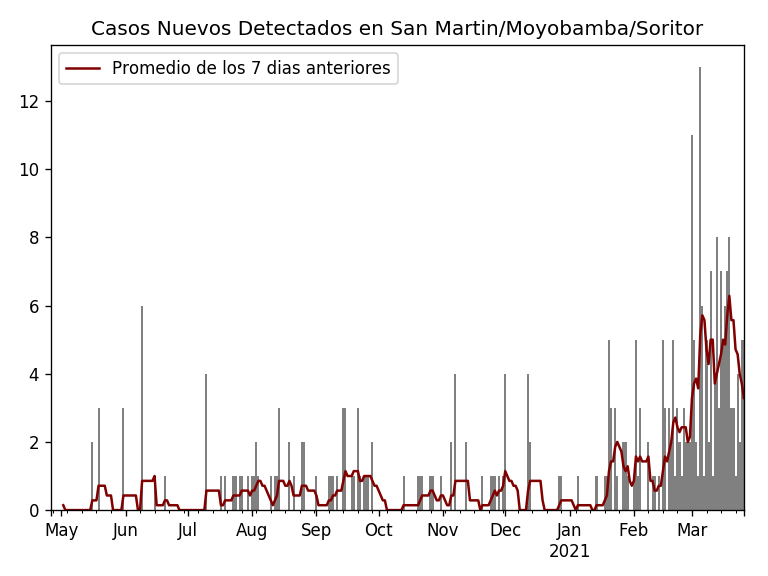 Casos Nuevos Detectados en San Martin/Moyobamba/Soritor
Promedio de los 7 dias anteriores
12
10
8
6
4
2
0
May Jun Jul Aug Sep Oct Nov Dec Jan Feb Mar
2021